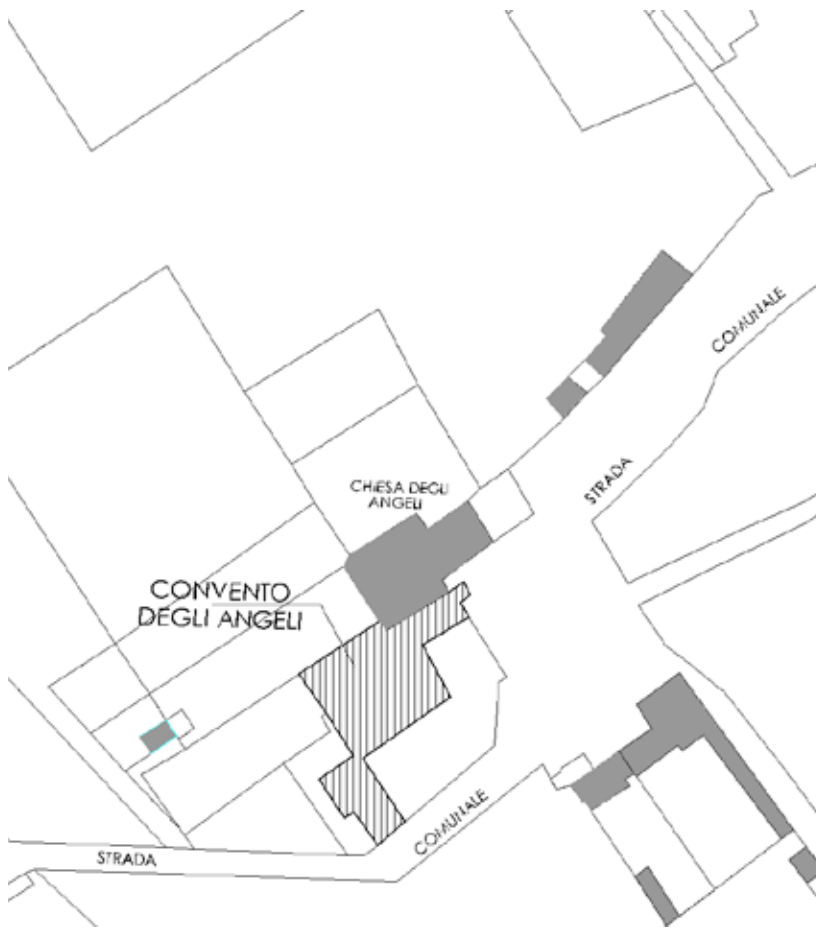 COMUNALE
STRADA
CHIESA DEGLI
ANGELI
CONVENTO
DEGLI ANGELI
COMUNALE
STRADA